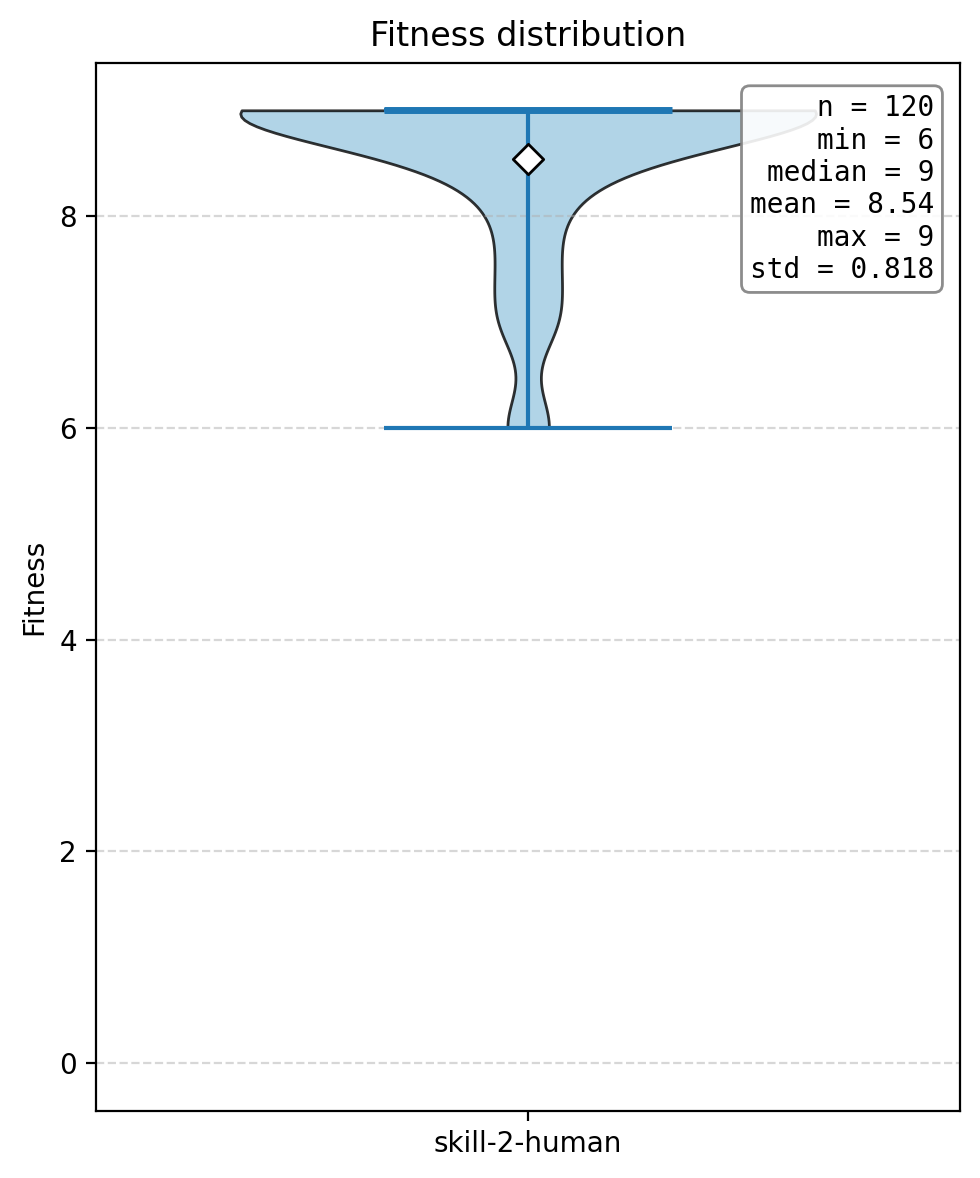 Fitness distribution
n = 120
min = 6
median = 9
mean = 8.54
max = 9
std = 0.818
8
6
4
2
0
Fitness
skill-2-human